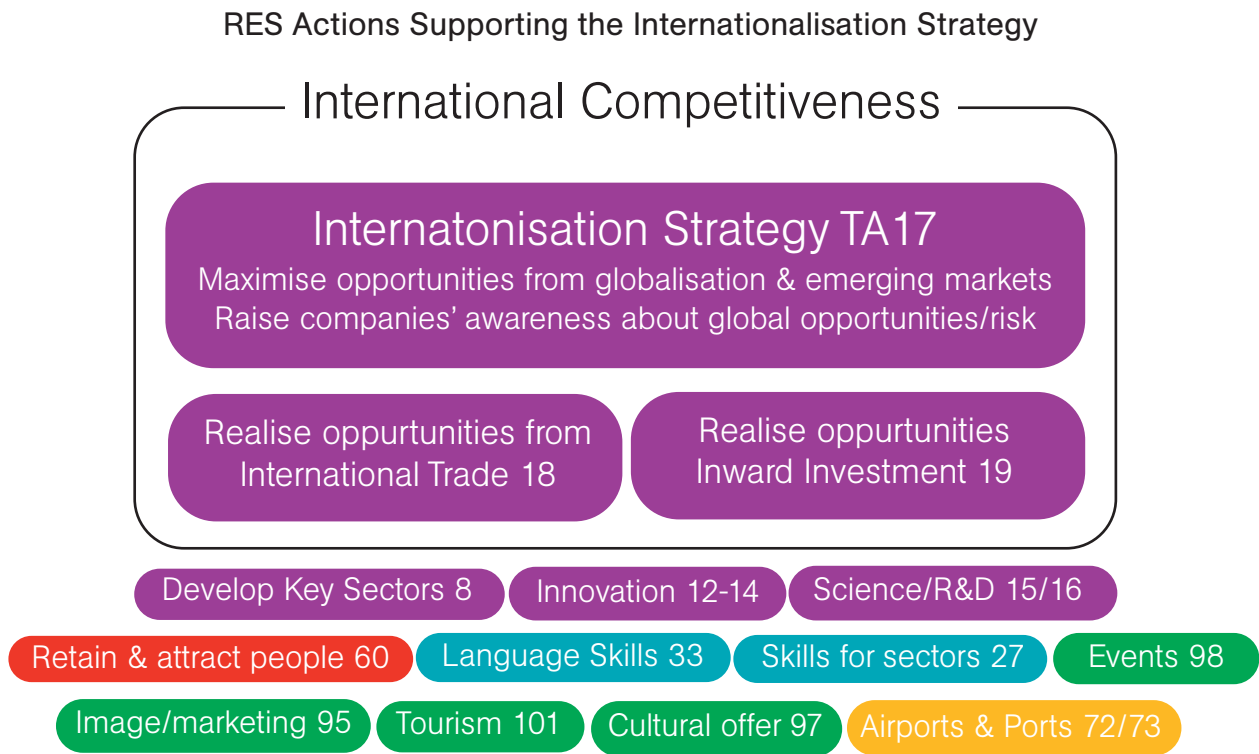 RES Actions Supporting the Internationalisation Strategy
International Competitiveness
Internatonisation Strategy TA17
Maximise opportunities from globalisation & emerging markets
Raise companies’ awareness about global opportunities/risk
Realise oppurtunities from
International Trade 18
Realise oppurtunities
Inward Investment 19
Develop Key Sectors 8
Innovation 12-14
Science/R&D 15/16
Retain & attract people 60
Language Skills 33
Skills for sectors 27
Events 98
Image/marketing 95
Tourism 101
Cultural offer 97
Airports & Ports 72/73